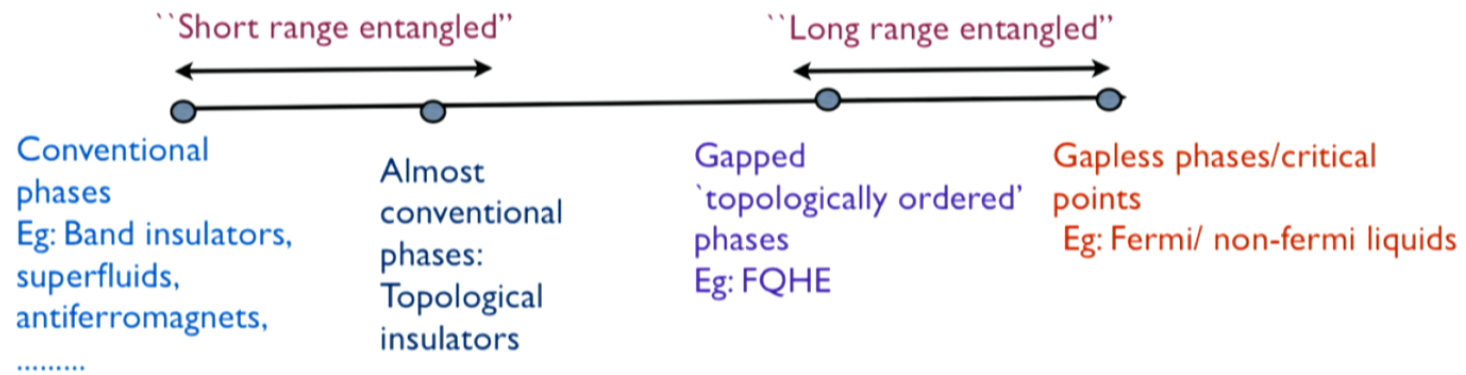 ``Short range entangled”
``Long range entangled”
Conventional
phases
Eg: Band insulators,
superfluids,
antiferromagnets,
.........
Almost
conventional
phases:
Topological
insulators
Gapped
`topologically ordered’
phases
Eg: FQHE
Gapless phases/critical
points
Eg: Fermi/ non-fermi liquids